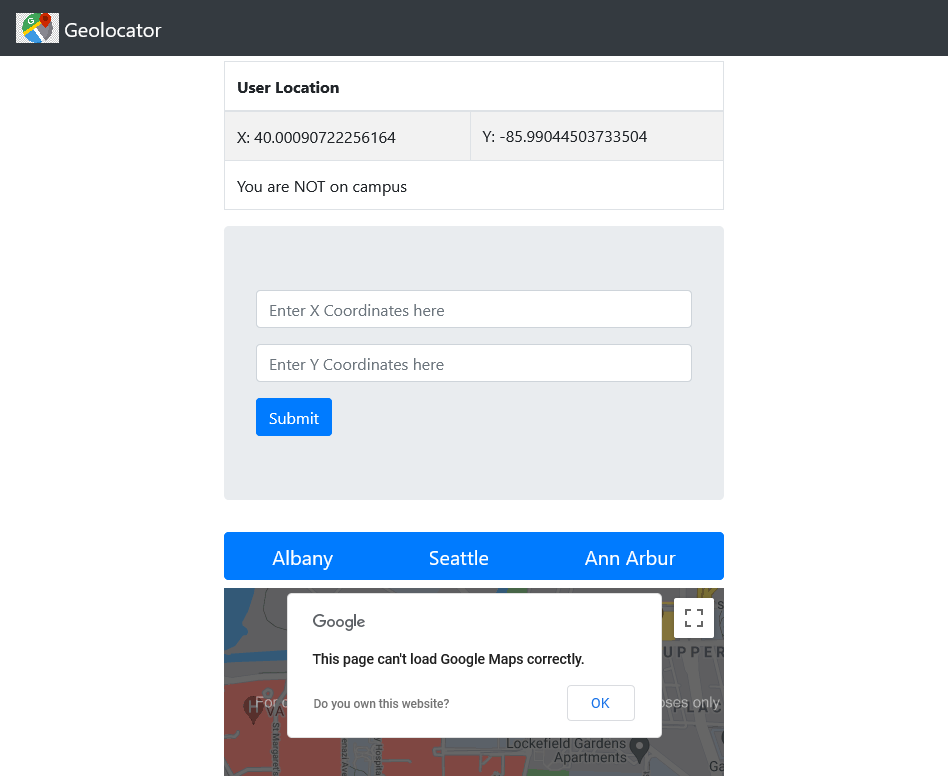 Geolocator
User Location
X: 40.00090722256164 Y: -85.99044503733504
You are NOT on campus
Enter X Coordinates here
Enter Y Coordinates here
Submit
Albany Seattle Ann Arbur
Google
This page can't load Google Maps correctly.
Do you own this website? OK
UPPER
For oses only
St Margaret's
Lockefield Gardens
Apartments